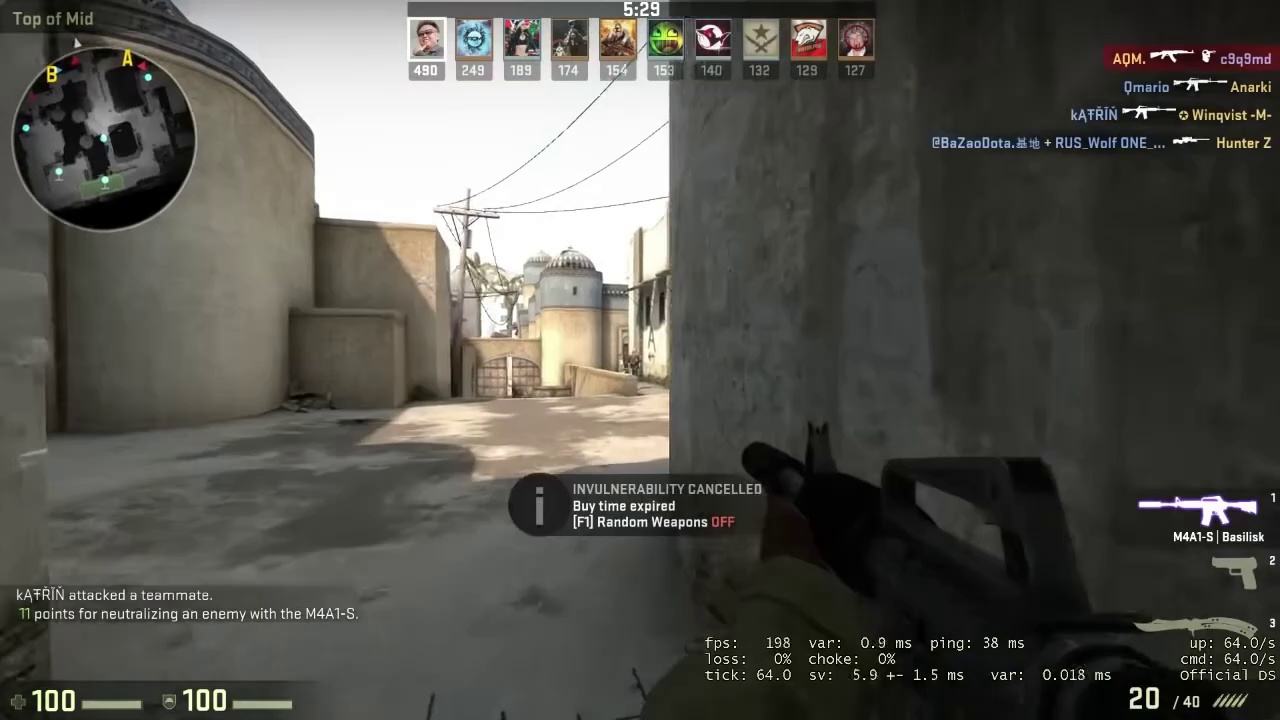 Top of Mid
5:29
B
A
490
249
189
174
154
153
140
132
129
127
AQM. c9q9md
Qmario Anarki
kĄŦŘĬŇ ✪ Winqvist -M-
@BaZaoDota.基地 + RUS_Wolf ONE_... Hunter Z
INVULNERABILITY CANCELLED
Buy time expired
[F1] Random Weapons OFF
1
M4A1-S | Basilisk
2
3
kĄŦŘĬŇ attacked a teammate.
11 points for neutralizing an enemy with the M4A1-S.
fps: 198 var: 0.9 ms ping: 38 ms
loss: 0% choke: 0%
tick: 64.0 sv: 5.9 +- 1.5 ms var: 0.018 ms
up: 64.0/s
cmd: 64.0/s
Official DS
100
100
20 / 40